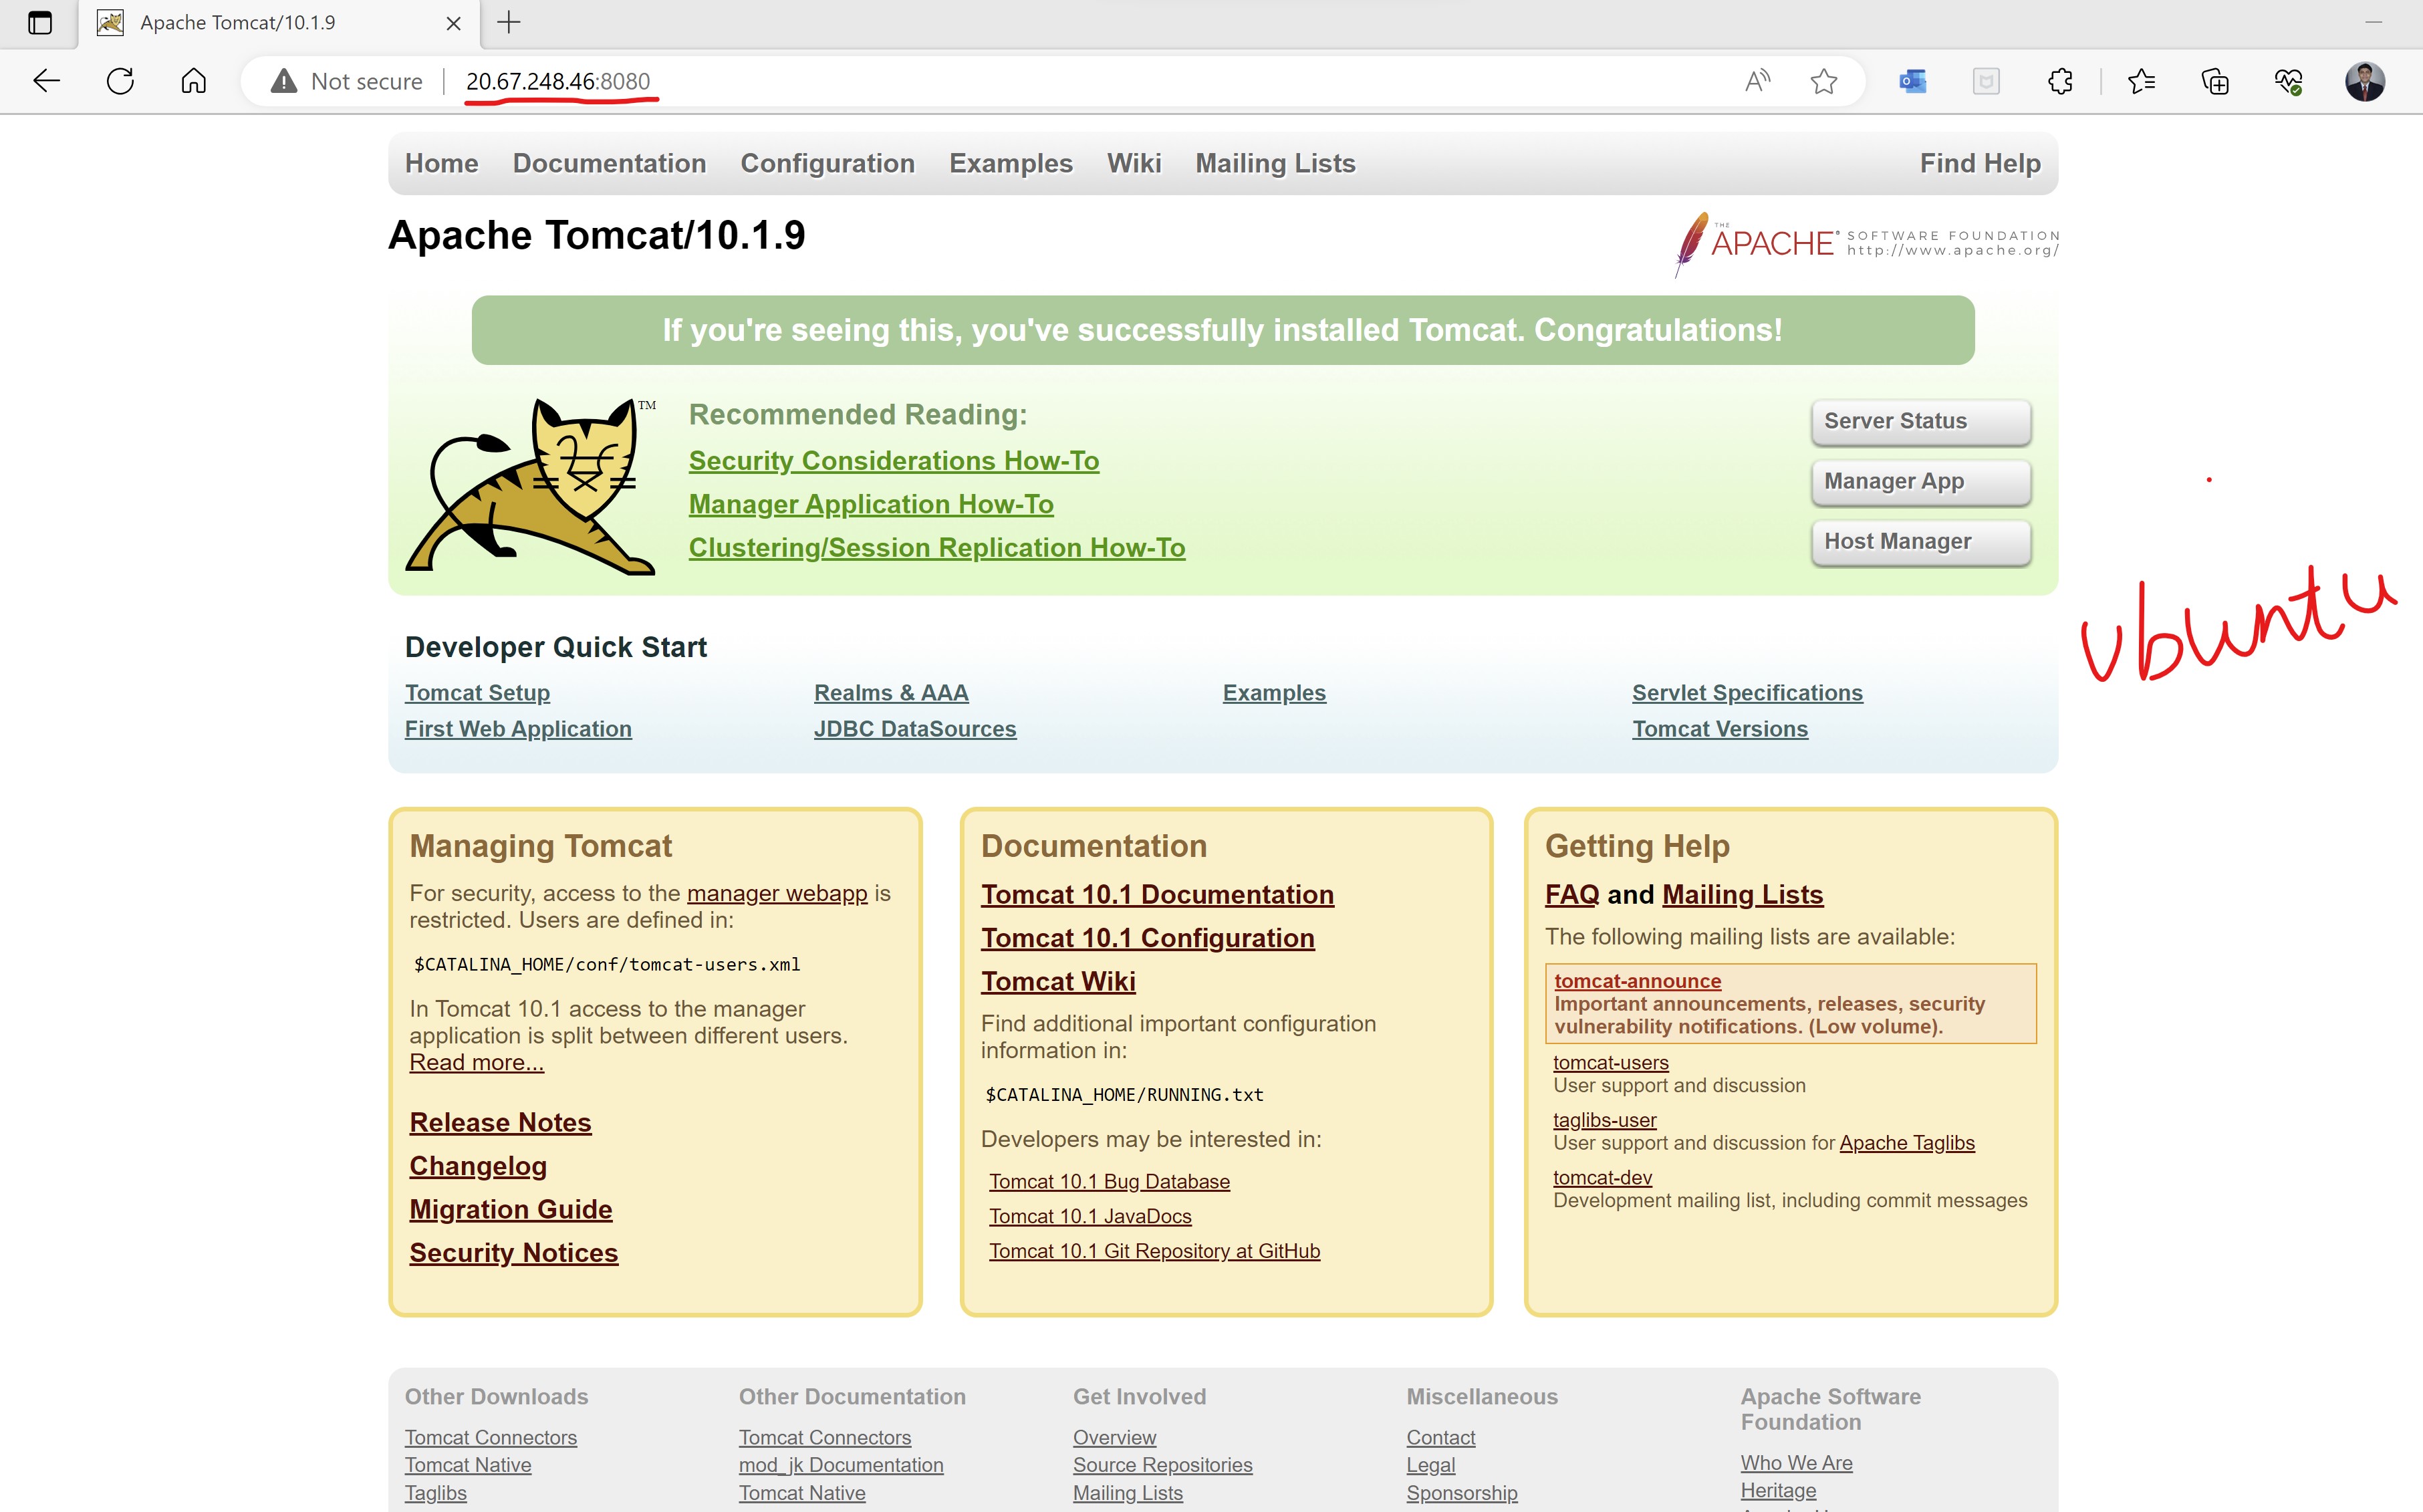 Apache Tomcat/10.1.9
Not secure 20.67.248.46:8080
Home Documentation Configuration Examples Wiki Mailing Lists Find Help
Apache Tomcat/10.1.9
THE APACHE® SOFTWARE FOUNDATION
http://www.apache.org/
If you're seeing this, you've successfully installed Tomcat. Congratulations!
TM
Recommended Reading:
Security Considerations How-To
Manager Application How-To
Clustering/Session Replication How-To
Server Status
Manager App
Host Manager
ubuntu
Developer Quick Start
Tomcat Setup
First Web Application
Realms & AAA
JDBC DataSources
Examples
Servlet Specifications
Tomcat Versions
Managing Tomcat
For security, access to the manager webapp is
restricted. Users are defined in:
$CATALINA_HOME/conf/tomcat-users.xml
In Tomcat 10.1 access to the manager
application is split between different users.
Read more...
Release Notes
Changelog
Migration Guide
Security Notices
Documentation
Tomcat 10.1 Documentation
Tomcat 10.1 Configuration
Tomcat Wiki
Find additional important configuration
information in:
$CATALINA_HOME/RUNNING.txt
Developers may be interested in:
Tomcat 10.1 Bug Database
Tomcat 10.1 JavaDocs
Tomcat 10.1 Git Repository at GitHub
Getting Help
FAQ and Mailing Lists
The following mailing lists are available:
tomcat-announce
Important announcements, releases, security
vulnerability notifications. (Low volume).
tomcat-users
User support and discussion
taglibs-user
User support and discussion for Apache Taglibs
tomcat-dev
Development mailing list, including commit messages
Other Downloads
Tomcat Connectors
Tomcat Native
Taglibs
Other Documentation
Tomcat Connectors
mod_jk Documentation
Tomcat Native
Get Involved
Overview
Source Repositories
Mailing Lists
Miscellaneous
Contact
Legal
Sponsorship
Apache Software
Foundation
Who We Are
Heritage